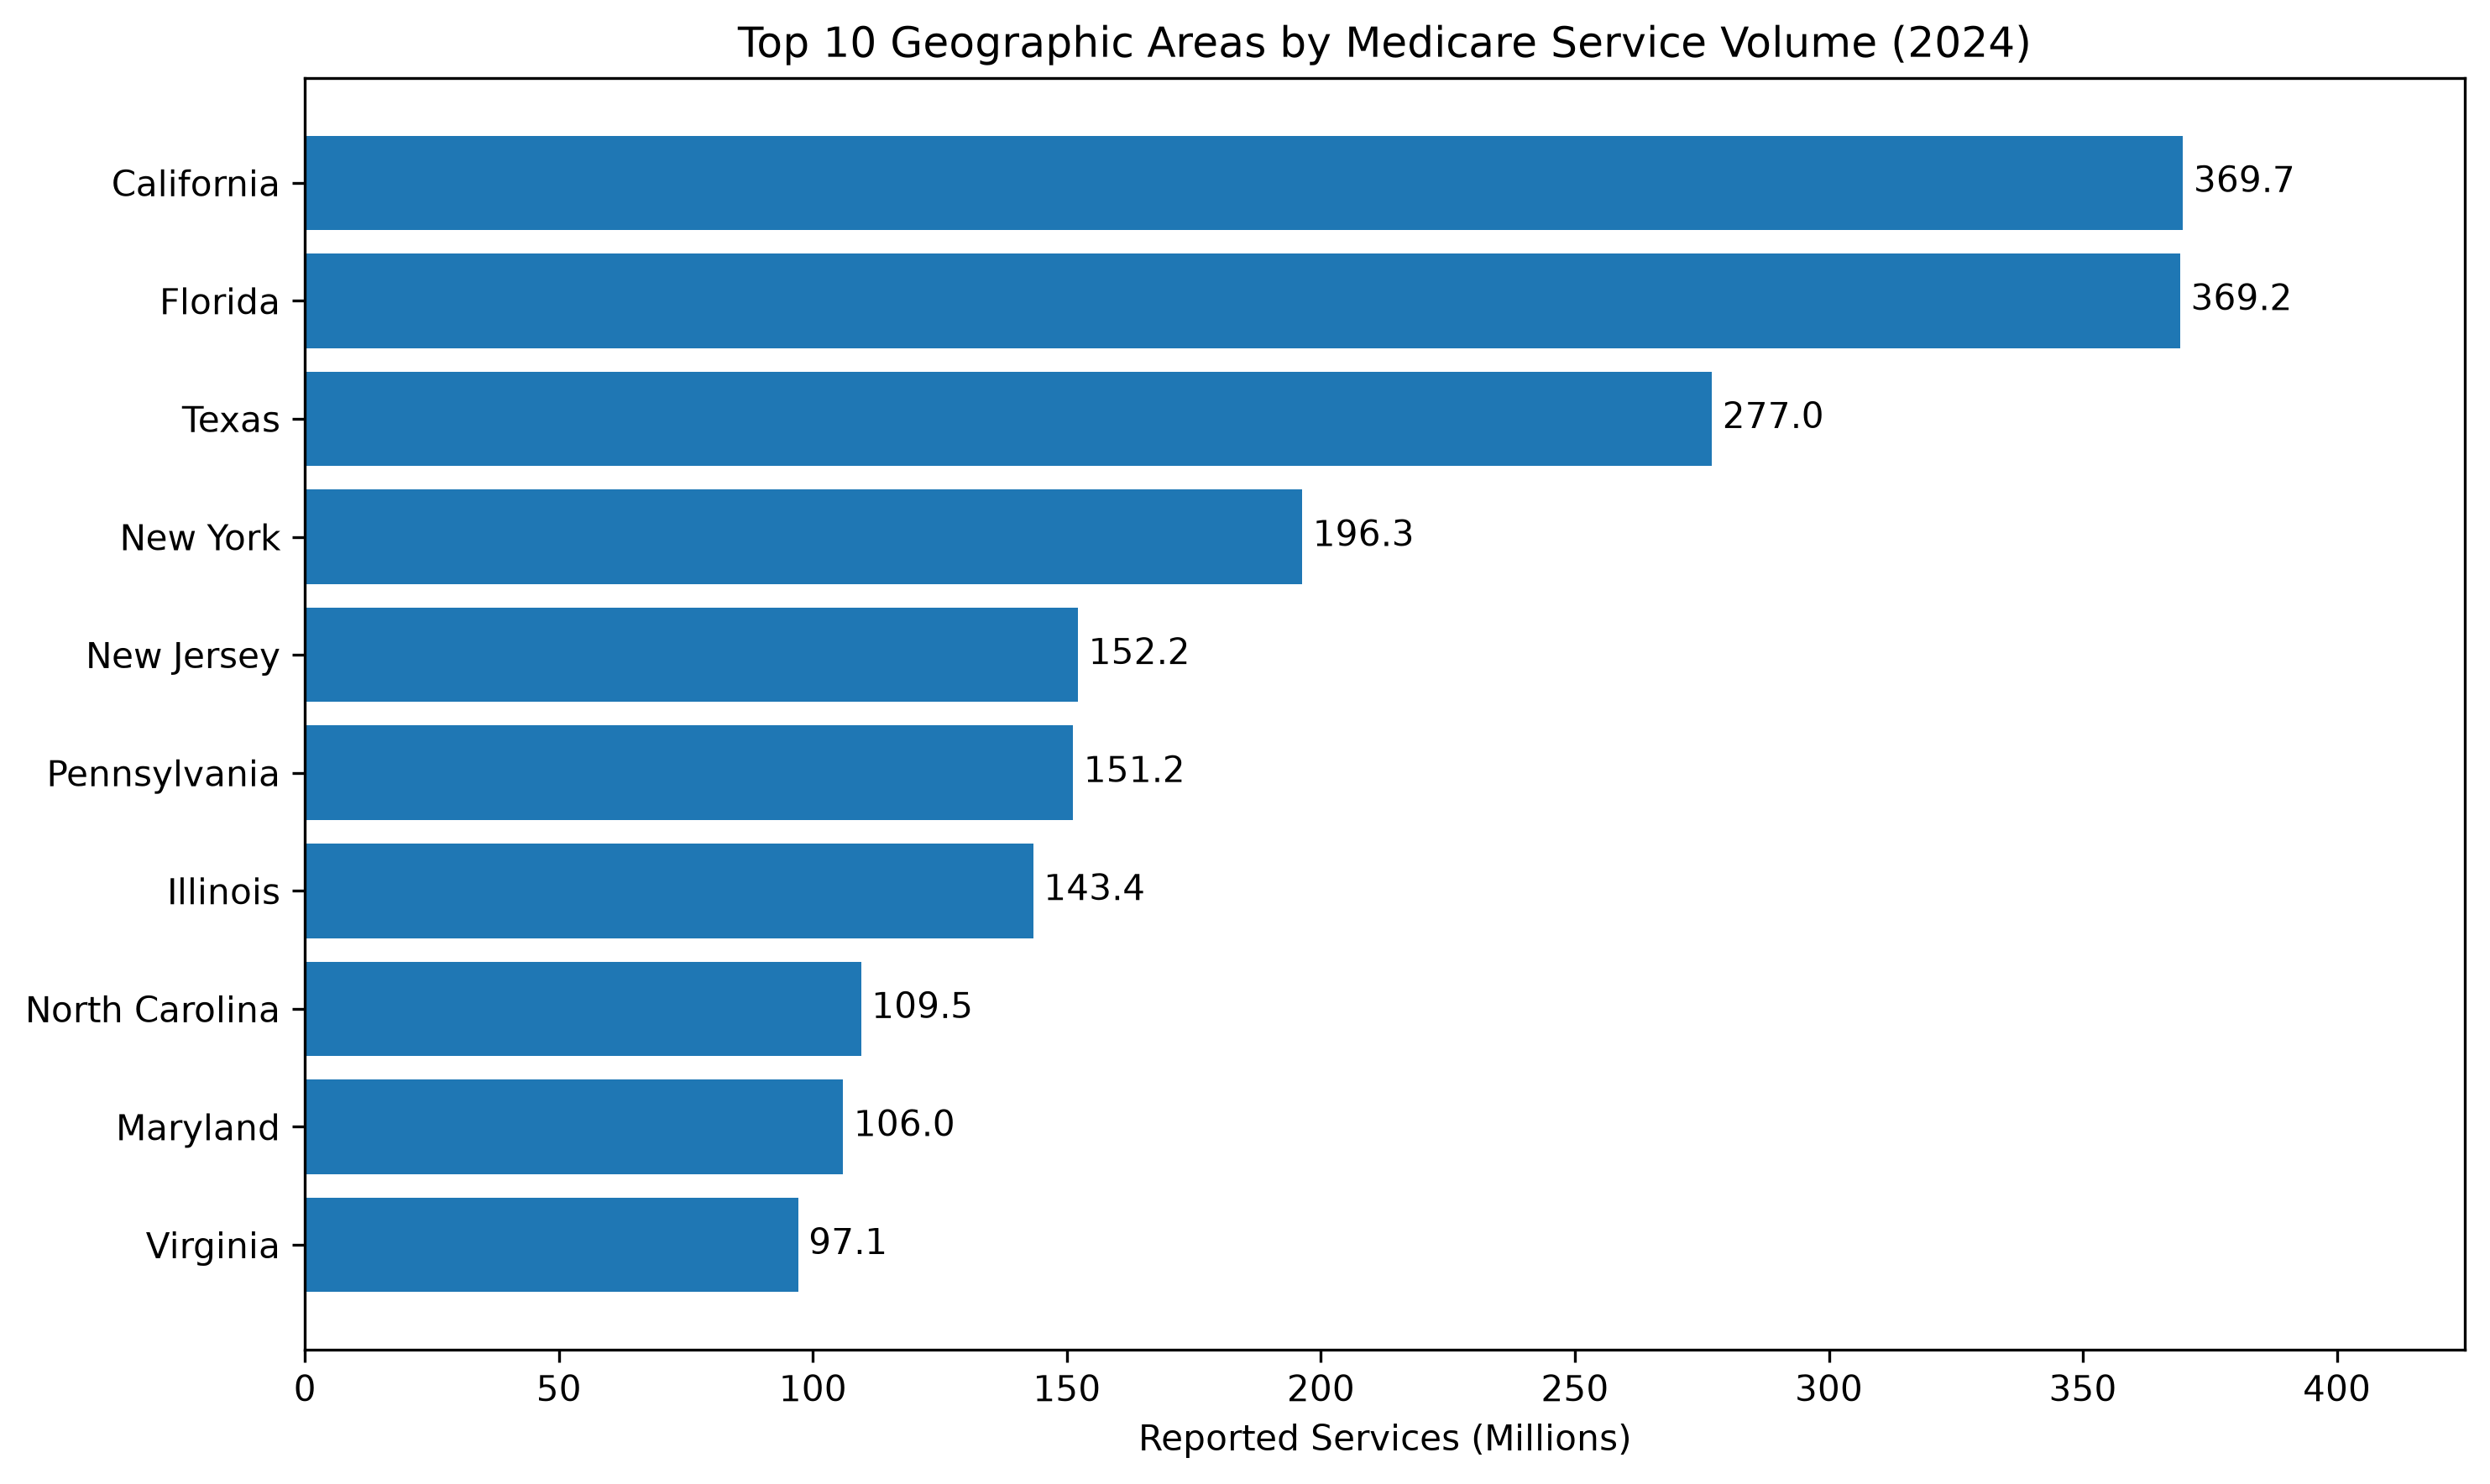 Top 10 Geographic Areas by Medicare Service Volume (2024)
California 369.7
Florida 369.2
Texas 277.0
New York 196.3
New Jersey 152.2
Pennsylvania 151.2
Illinois 143.4
North Carolina 109.5
Maryland 106.0
Virginia 97.1
0 50 100 150 200 250 300 350 400
Reported Services (Millions)